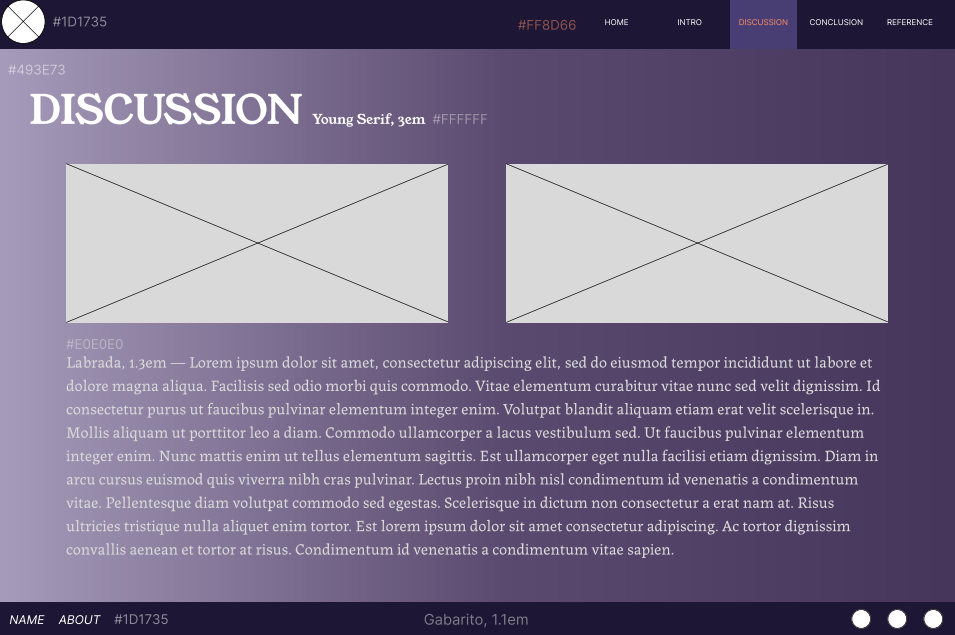 #1D1735
#FF8D66
HOME
INTRO
DISCUSSION
CONCLUSION
REFERENCE
#493E73
DISCUSSION Young Serif, 3em #FFFFFF
#E0E0E0
Labrada, 1.3em — Lorem ipsum dolor sit amet, consectetur adipiscing elit, sed do eiusmod tempor incididunt ut labore et
dolore magna aliqua. Facilisis sed odio morbi quis commodo. Vitae elementum curabitur vitae nunc sed velit dignissim. Id
consectetur purus ut faucibus pulvinar elementum integer enim. Volutpat blandit aliquam etiam erat velit scelerisque in.
Mollis aliquam ut porttitor leo a diam. Commodo ullamcorper a lacus vestibulum sed. Ut faucibus pulvinar elementum
integer enim. Nunc mattis enim ut tellus elementum sagittis. Est ullamcorper eget nulla facilisi etiam dignissim. Diam in
arcu cursus euismod quis viverra nibh cras pulvinar. Lectus proin nibh nisl condimentum id venenatis a condimentum
vitae. Pellentesque diam volutpat commodo sed egestas. Scelerisque in dictum non consectetur a erat nam at. Risus
ultricies tristique nulla aliquet enim tortor. Est lorem ipsum dolor sit amet consectetur adipiscing. Ac tortor dignissim
convallis aenean et tortor at risus. Condimentum id venenatis a condimentum vitae sapien.
NAME ABOUT #1D1735
Gabarito, 1.1em